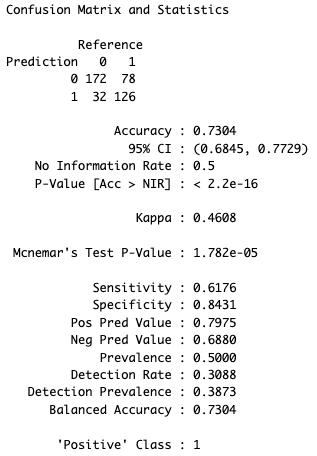 Confusion Matrix and Statistics
Reference
Prediction 0 1
0 172 78
1 32 126
Accuracy : 0.7304
95% CI : (0.6845, 0.7729)
No Information Rate : 0.5
P-Value [Acc > NIR] : < 2.2e-16
Kappa : 0.4608
Mcnemar's Test P-Value : 1.782e-05
Sensitivity : 0.6176
Specificity : 0.8431
Pos Pred Value : 0.7975
Neg Pred Value : 0.6880
Prevalence : 0.5000
Detection Rate : 0.3088
Detection Prevalence : 0.3873
Balanced Accuracy : 0.7304
'Positive' Class : 1